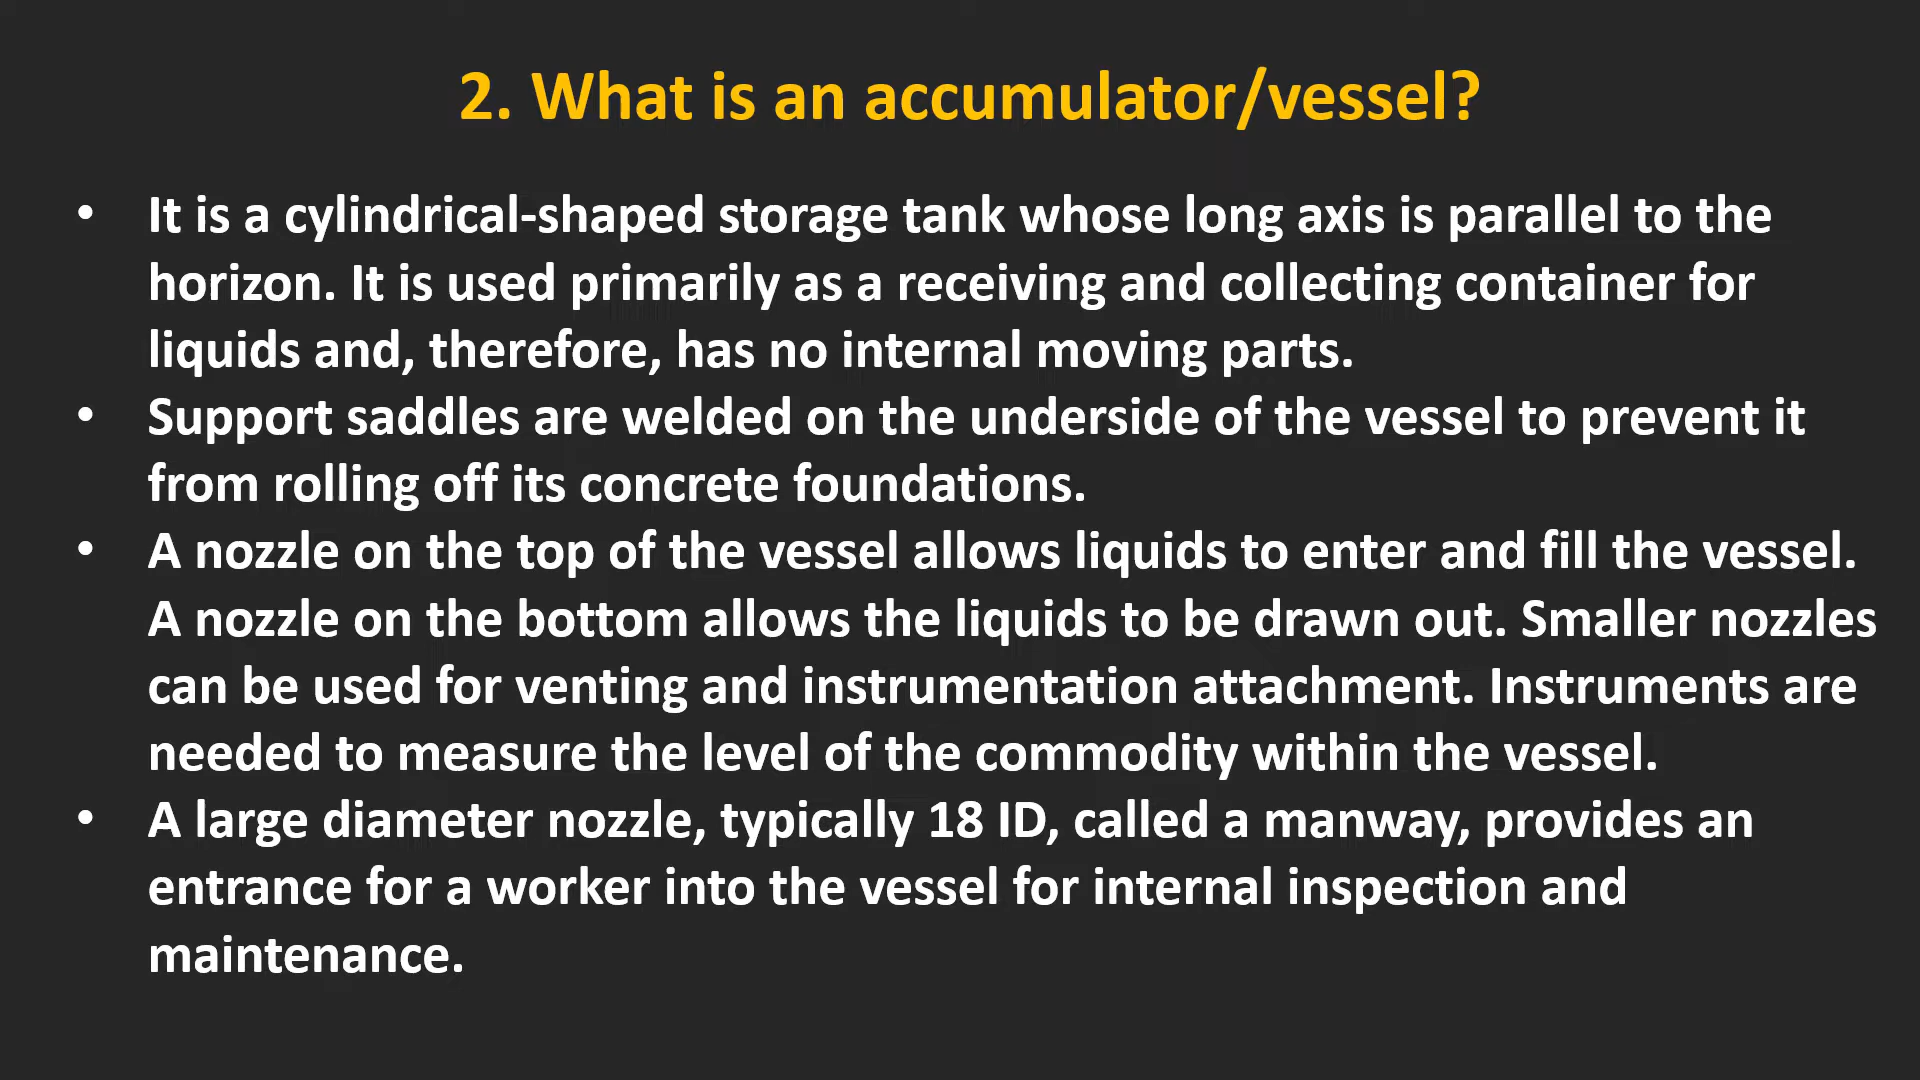 2. What is an accumulator/vessel?
• It is a cylindrical-shaped storage tank whose long axis is parallel to the
horizon. It is used primarily as a receiving and collecting container for
liquids and, therefore, has no internal moving parts.
• Support saddles are welded on the underside of the vessel to prevent it
from rolling off its concrete foundations.
• A nozzle on the top of the vessel allows liquids to enter and fill the vessel.
A nozzle on the bottom allows the liquids to be drawn out. Smaller nozzles
can be used for venting and instrumentation attachment. Instruments are
needed to measure the level of the commodity within the vessel.
• A large diameter nozzle, typically 18 ID, called a manway, provides an
entrance for a worker into the vessel for internal inspection and
maintenance.